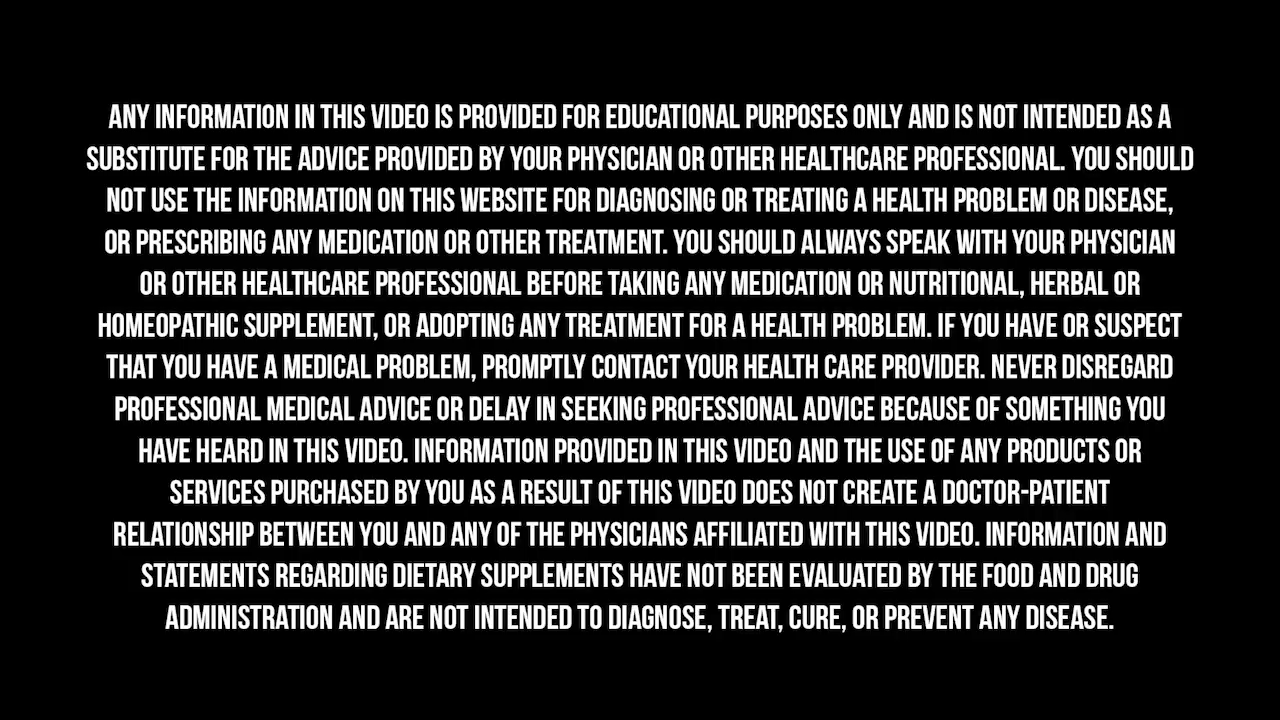 ANY INFORMATION IN THIS VIDEO IS PROVIDED FOR EDUCATIONAL PURPOSES ONLY AND IS NOT INTENDED AS A
SUBSTITUTE FOR THE ADVICE PROVIDED BY YOUR PHYSICIAN OR OTHER HEALTHCARE PROFESSIONAL. YOU SHOULD
NOT USE THE INFORMATION ON THIS WEBSITE FOR DIAGNOSING OR TREATING A HEALTH PROBLEM OR DISEASE,
OR PRESCRIBING ANY MEDICATION OR OTHER TREATMENT. YOU SHOULD ALWAYS SPEAK WITH YOUR PHYSICIAN
OR OTHER HEALTHCARE PROFESSIONAL BEFORE TAKING ANY MEDICATION OR NUTRITIONAL, HERBAL OR
HOMEOPATHIC SUPPLEMENT, OR ADOPTING ANY TREATMENT FOR A HEALTH PROBLEM. IF YOU HAVE OR SUSPECT
THAT YOU HAVE A MEDICAL PROBLEM, PROMPTLY CONTACT YOUR HEALTH CARE PROVIDER. NEVER DISREGARD
PROFESSIONAL MEDICAL ADVICE OR DELAY IN SEEKING PROFESSIONAL ADVICE BECAUSE OF SOMETHING YOU
HAVE HEARD IN THIS VIDEO. INFORMATION PROVIDED IN THIS VIDEO AND THE USE OF ANY PRODUCTS OR
SERVICES PURCHASED BY YOU AS A RESULT OF THIS VIDEO DOES NOT CREATE A DOCTOR-PATIENT
RELATIONSHIP BETWEEN YOU AND ANY OF THE PHYSICIANS AFFILIATED WITH THIS VIDEO. INFORMATION AND
STATEMENTS REGARDING DIETARY SUPPLEMENTS HAVE NOT BEEN EVALUATED BY THE FOOD AND DRUG
ADMINISTRATION AND ARE NOT INTENDED TO DIAGNOSE, TREAT, CURE, OR PREVENT ANY DISEASE.